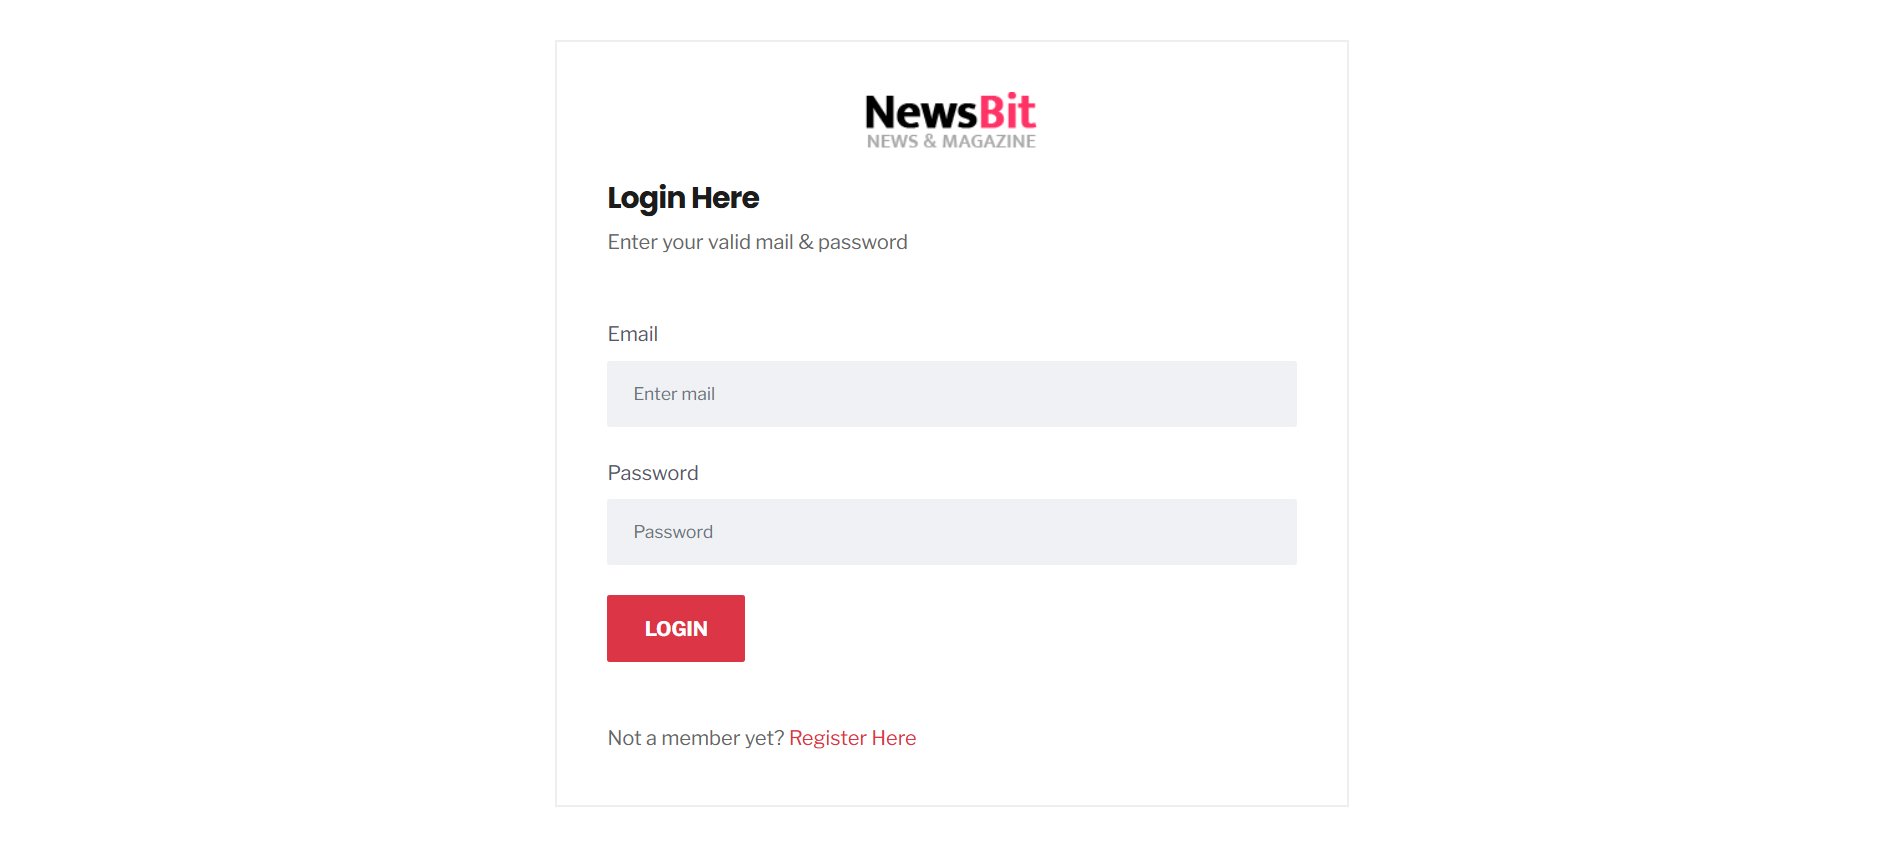 NewsBit
NEWS & MAGAZINE
Login Here
Enter your valid mail & password
Email
Enter mail
Password
Password
LOGIN
Not a member yet? Register Here